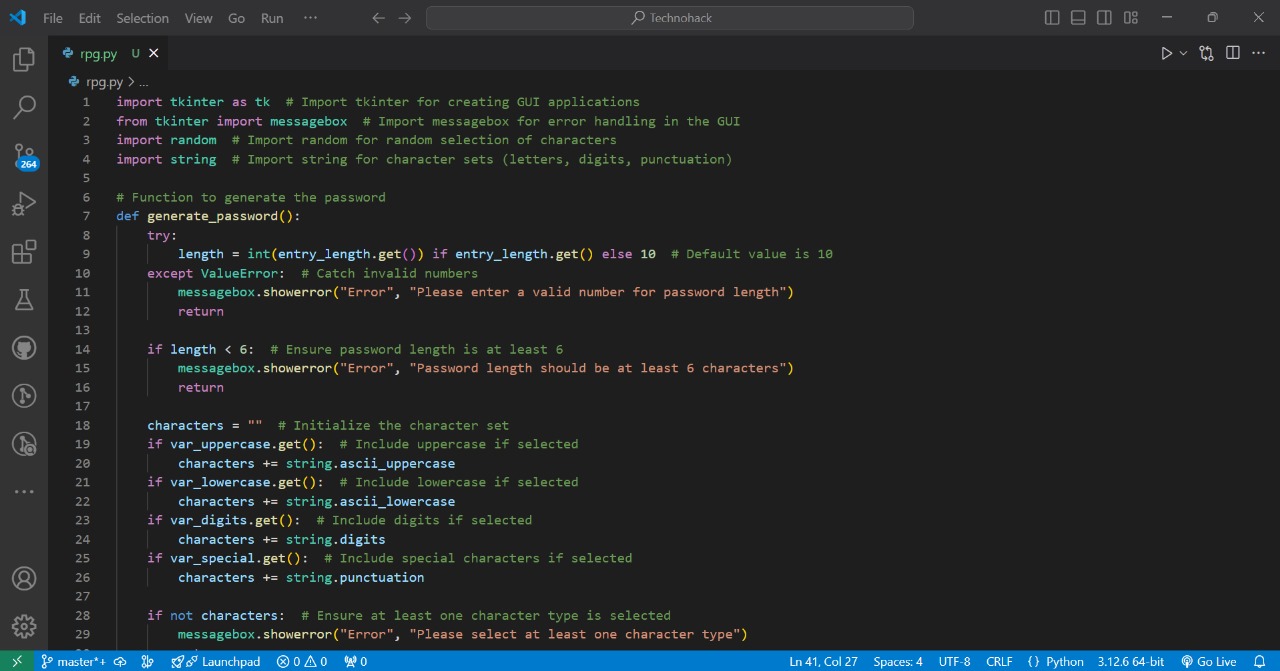 File Edit Selection View Go Run ··· Technohack
rpg.py U
rpg.py > ...
1 import tkinter as tk # Import tkinter for creating GUI applications
2 from tkinter import messagebox # Import messagebox for error handling in the GUI
3 import random # Import random for random selection of characters
4 import string # Import string for character sets (letters, digits, punctuation)
5
6 # Function to generate the password
7 def generate_password():
8 try:
9 length = int(entry_length.get()) if entry_length.get() else 10 # Default value is 10
10 except ValueError: # Catch invalid numbers
11 messagebox.showerror("Error", "Please enter a valid number for password length")
12 return
13
14 if length < 6: # Ensure password length is at least 6
15 messagebox.showerror("Error", "Password length should be at least 6 characters")
16 return
17
18 characters = "" # Initialize the character set
19 if var_uppercase.get(): # Include uppercase if selected
20 characters += string.ascii_uppercase
21 if var_lowercase.get(): # Include lowercase if selected
22 characters += string.ascii_lowercase
23 if var_digits.get(): # Include digits if selected
24 characters += string.digits
25 if var_special.get(): # Include special characters if selected
26 characters += string.punctuation
27
28 if not characters: # Ensure at least one character type is selected
29 messagebox.showerror("Error", "Please select at least one character type")
264
master*+ Launchpad 0 0 0 Ln 41, Col 27 Spaces: 4 UTF-8 CRLF {} Python 3.12.6 64-bit Go Live